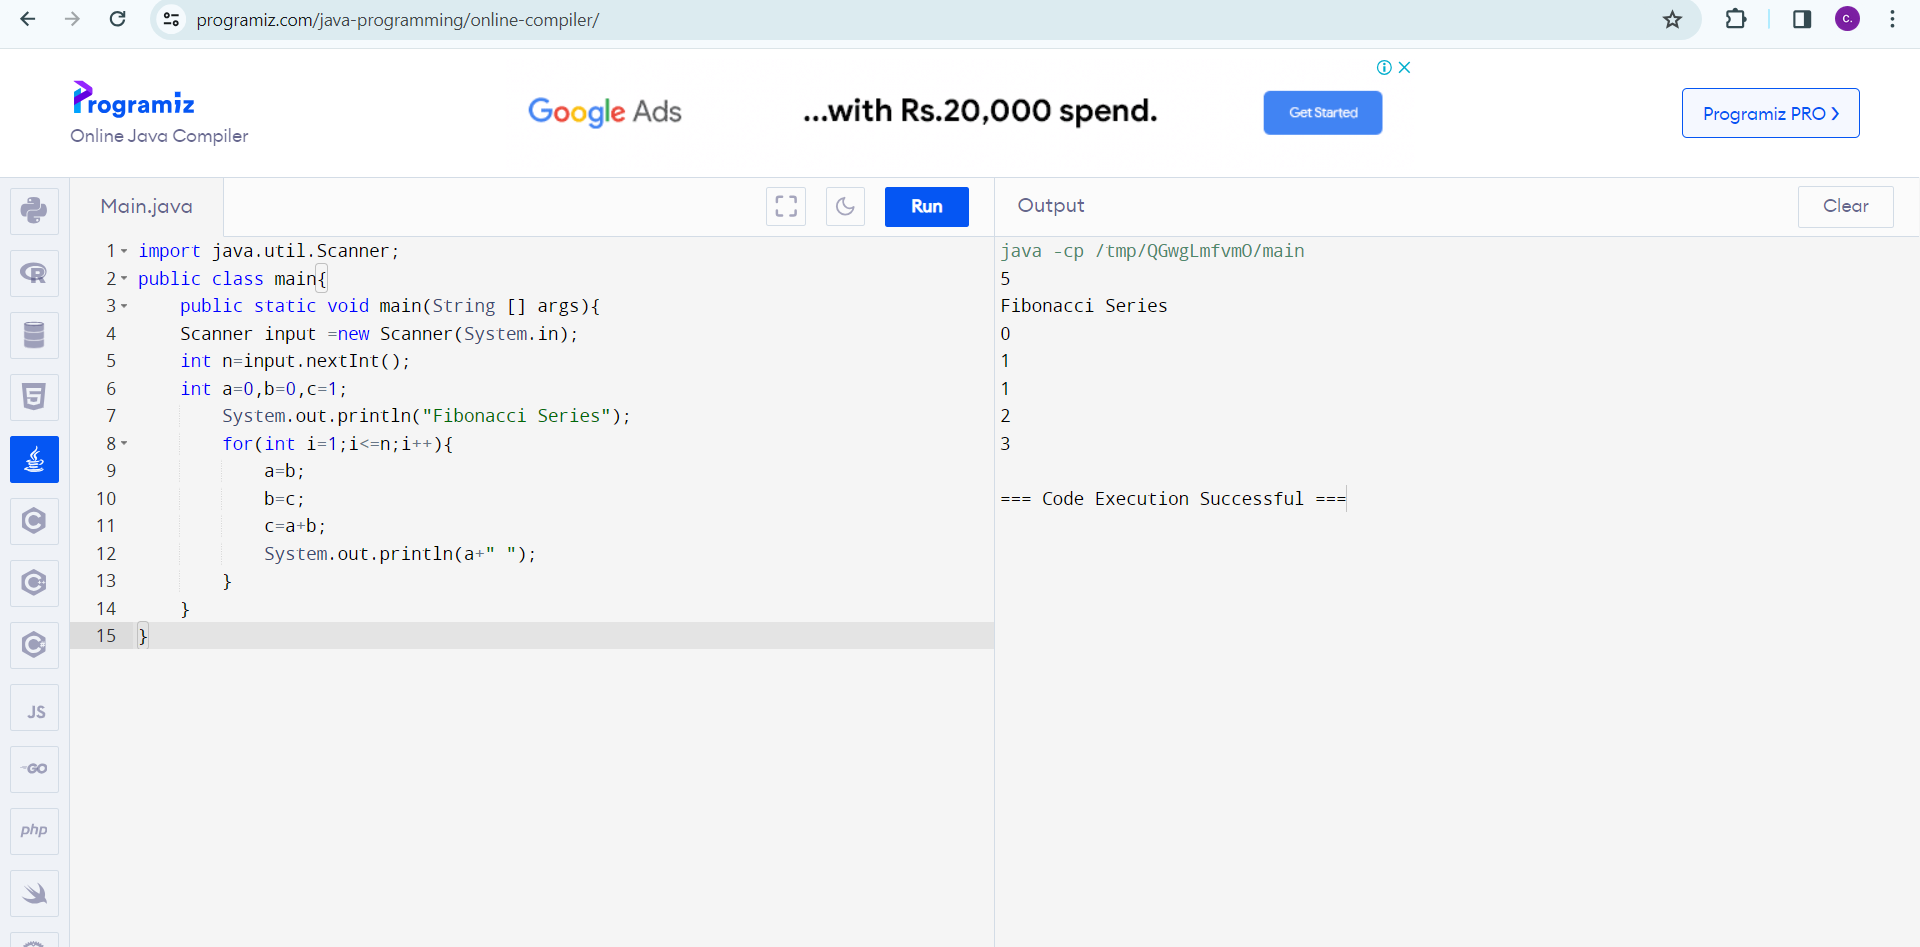 programiz.com/java-programming/online-compiler/
c.
Programiz
Online Java Compiler
Google Ads
...with Rs.20,000 spend.
Get Started
Programiz PRO >
Main.java
Run
Output
Clear
1 import java.util.Scanner;
2 public class main{
3     public static void main(String [] args){
4     Scanner input =new Scanner(System.in);
5     int n=input.nextInt();
6     int a=0,b=0,c=1;
7         System.out.println("Fibonacci Series");
8         for(int i=1;i<=n;i++){
9             a=b;
10             b=c;
11             c=a+b;
12             System.out.println(a+" ");
13         }
14     }
15 }
java -cp /tmp/QGwgLmfvmO/main
5
Fibonacci Series
0
1
1
2
3
=== Code Execution Successful ===
R
5
C
C
C
JS
GO
php